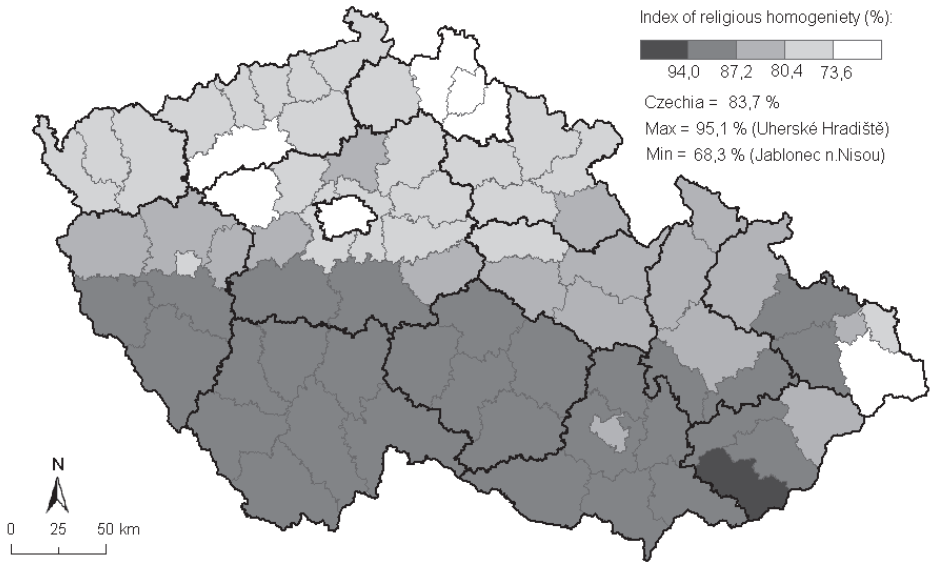 Index of religious homogeniety (%):
94,0 87,2 80,4 73,6
Czechia = 83,7 %
Max = 95,1 % (Uherské Hradiště)
Min = 68,3 % (Jablonec n.Nisou)
N
0 25 50 km